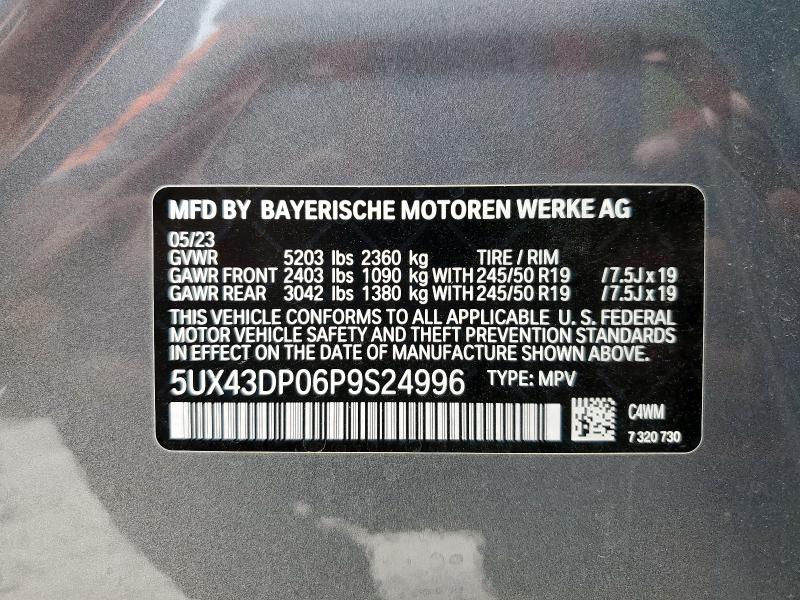 MFD BY BAYERISCHE MOTOREN WERKE AG
05/23
GVWR 5203 lbs 2360 kg TIRE / RIM
GAWR FRONT 2403 lbs 1090 kg WITH 245/50 R19 /7.5J x 19
GAWR REAR 3042 lbs 1380 kg WITH 245/50 R19 /7.5J x 19
THIS VEHICLE CONFORMS TO ALL APPLICABLE U. S. FEDERAL
MOTOR VEHICLE SAFETY AND THEFT PREVENTION STANDARDS
IN EFFECT ON THE DATE OF MANUFACTURE SHOWN ABOVE.
5UX43DP06P9S24996 TYPE: MPV
C4WM
7 320 730